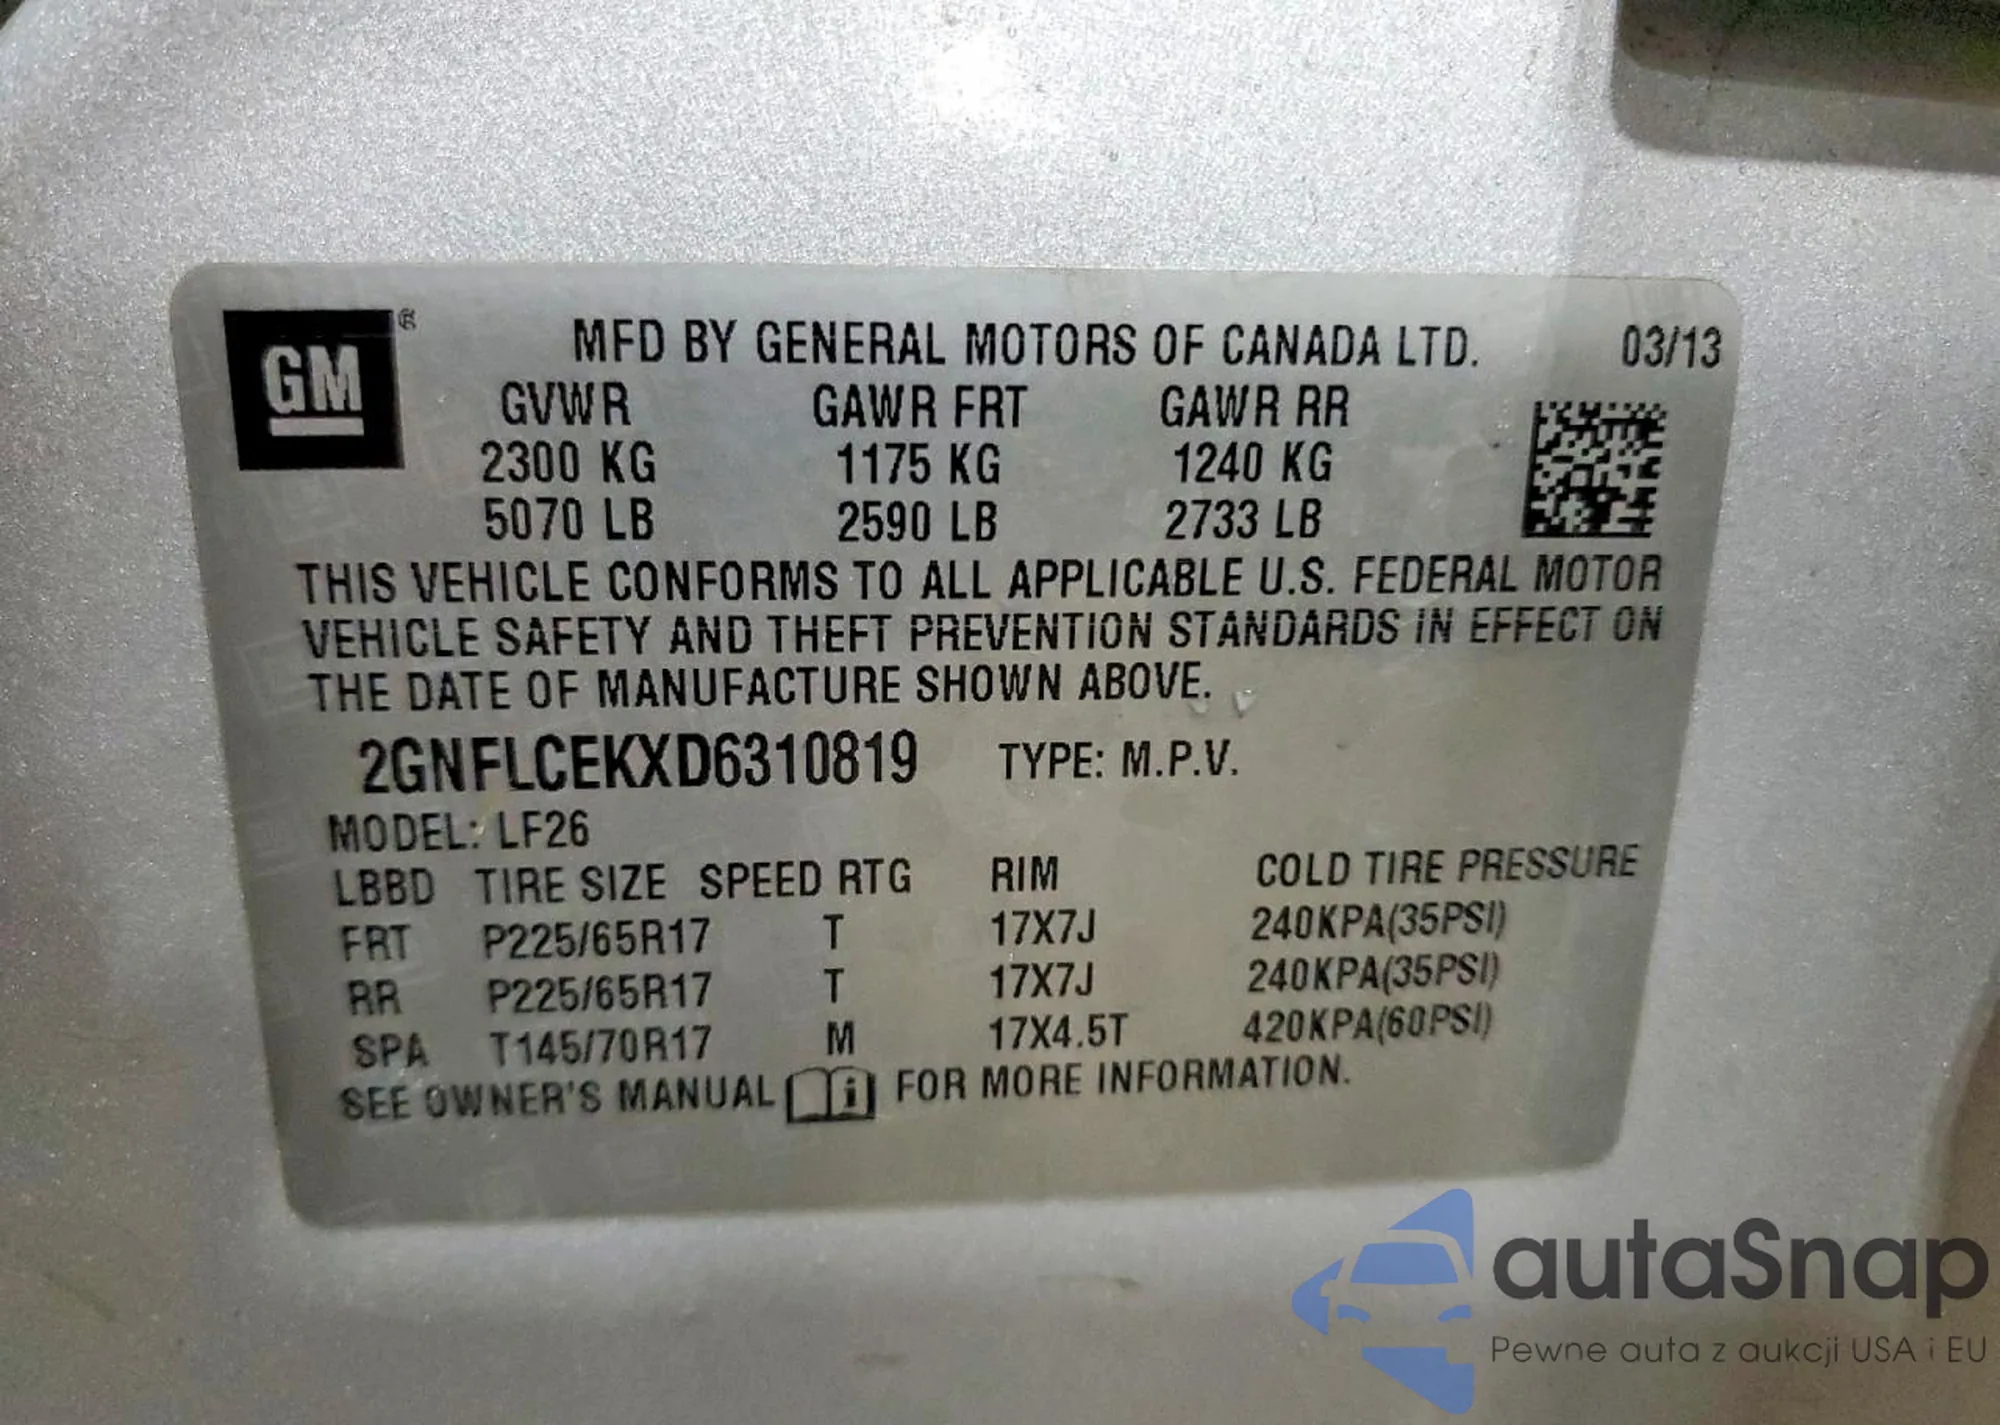 GM ®
MFD BY GENERAL MOTORS OF CANADA LTD. 03/13
GVWR GAWR FRT GAWR RR
2300 KG 1175 KG 1240 KG
5070 LB 2590 LB 2733 LB
THIS VEHICLE CONFORMS TO ALL APPLICABLE U.S. FEDERAL MOTOR
VEHICLE SAFETY AND THEFT PREVENTION STANDARDS IN EFFECT ON
THE DATE OF MANUFACTURE SHOWN ABOVE.
2GNFLCEKXD6310819 TYPE: M.P.V.
MODEL: LF26
LBBD TIRE SIZE SPEED RTG RIM COLD TIRE PRESSURE
FRT P225/65R17 T 17X7J 240KPA(35PSI)
RR P225/65R17 T 17X7J 240KPA(35PSI)
SPA T145/70R17 M 17X4.5T 420KPA(60PSI)
SEE OWNER'S MANUAL i FOR MORE INFORMATION.
autaSnap
Pewne auta z aukcji USA i EU